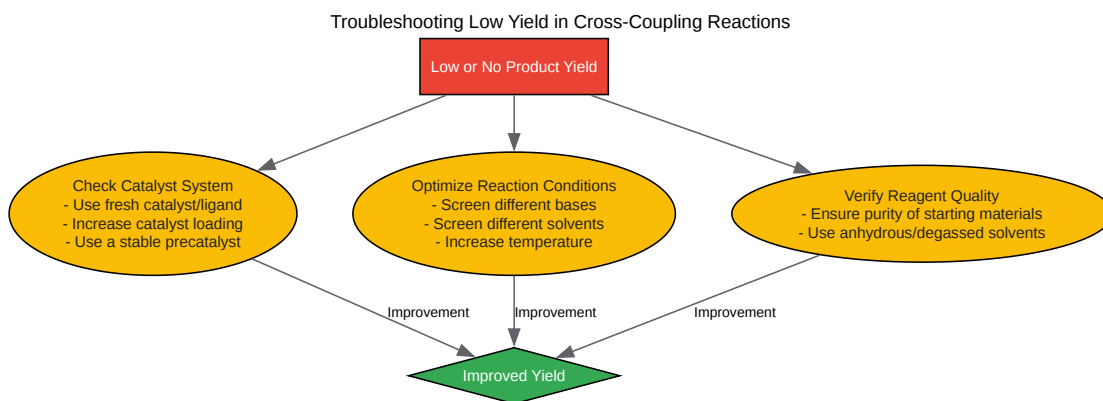 Troubleshooting Low Yield in Cross-Coupling Reactions
Low or No Product Yield
Check Catalyst System
- Use fresh catalyst/ligand
- Increase catalyst loading
- Use a stable precatalyst
Optimize Reaction Conditions
- Screen different bases
- Screen different solvents
- Increase temperature
Verify Reagent Quality
- Ensure purity of starting materials
- Use anhydrous/degassed solvents
Improvement
Improvement
Improvement
Improved Yield